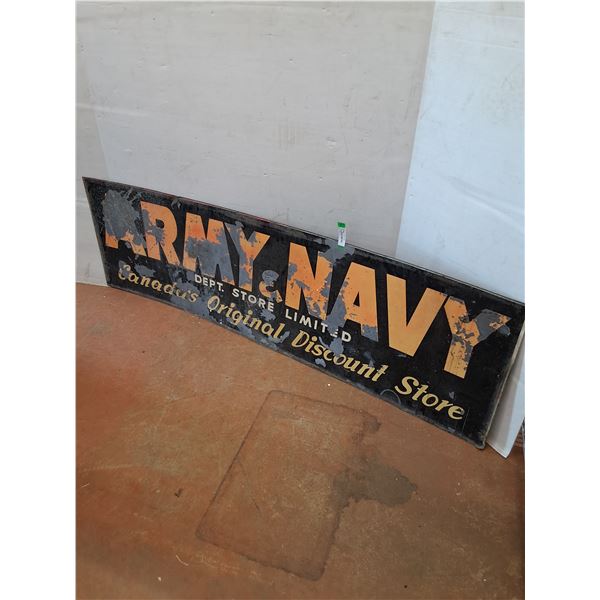 ARMY & NAVY
DEPT. STORE LIMITED
Canada's Original Discount Store